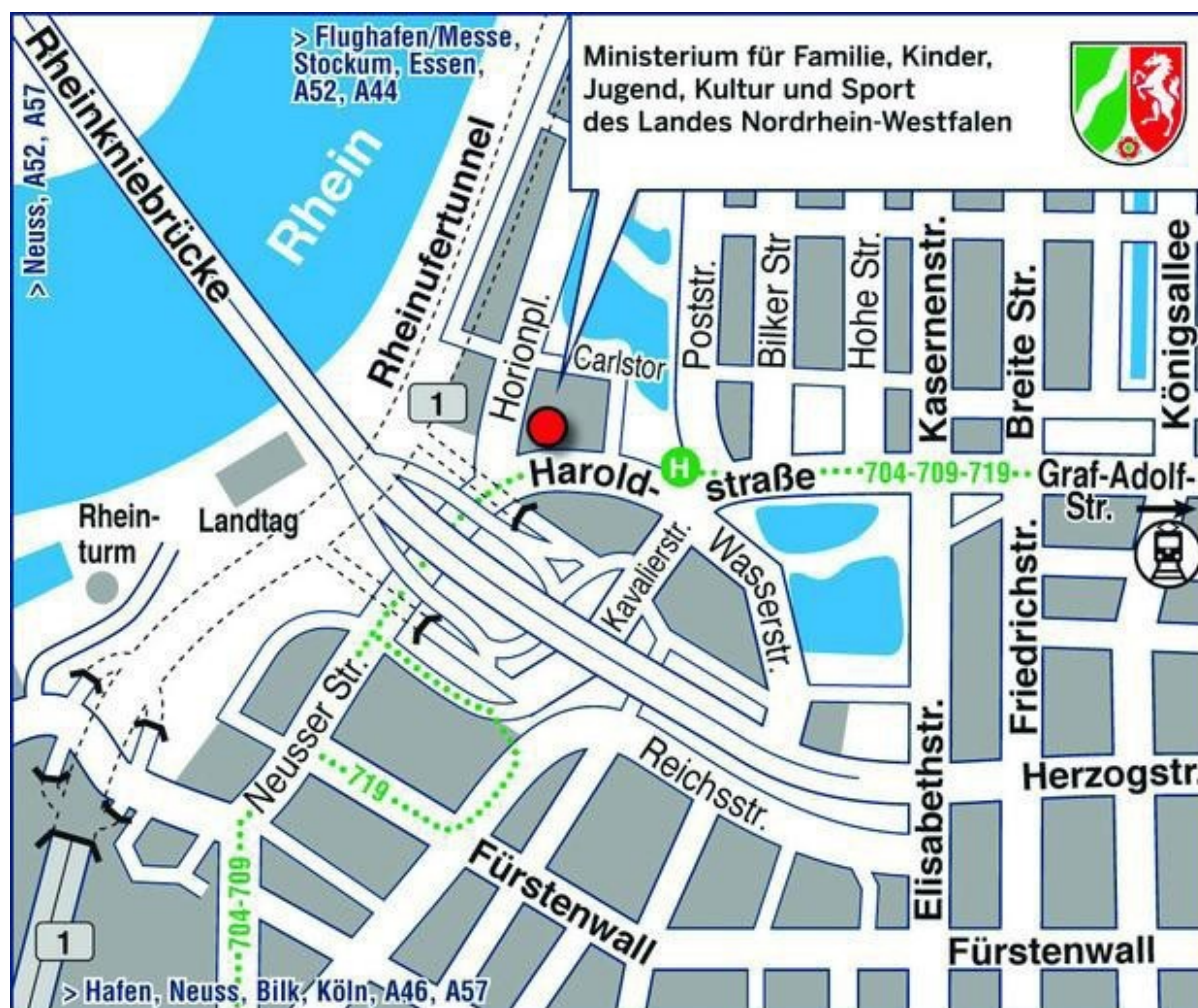 > Flughafen/Messe,
Stockum, Essen,
A52, A44
Ministerium für Familie, Kinder,
Jugend, Kultur und Sport
des Landes Nordrhein-Westfalen
> Neuss, A52, A57
Rheinkniebrücke
Rhein
Rheinufertunnel
1
Horionpl.
Carlstor
Poststr.
Bilker Str
Hohe Str.
Kasernenstr.
Breite Str.
Königsallee
Harold-
H
straße
704-709-719
Graf-Adolf-
Str.
Rhein-
turm
Landtag
Kavalierstr.
Wasserstr.
Friedrichstr.
Neusser Str.
719
Reichsstr.
Elisabethstr.
Herzogstr.
704-709
Fürstenwall
Fürstenwall
1
> Hafen, Neuss, Bilk, Köln, A46, A57